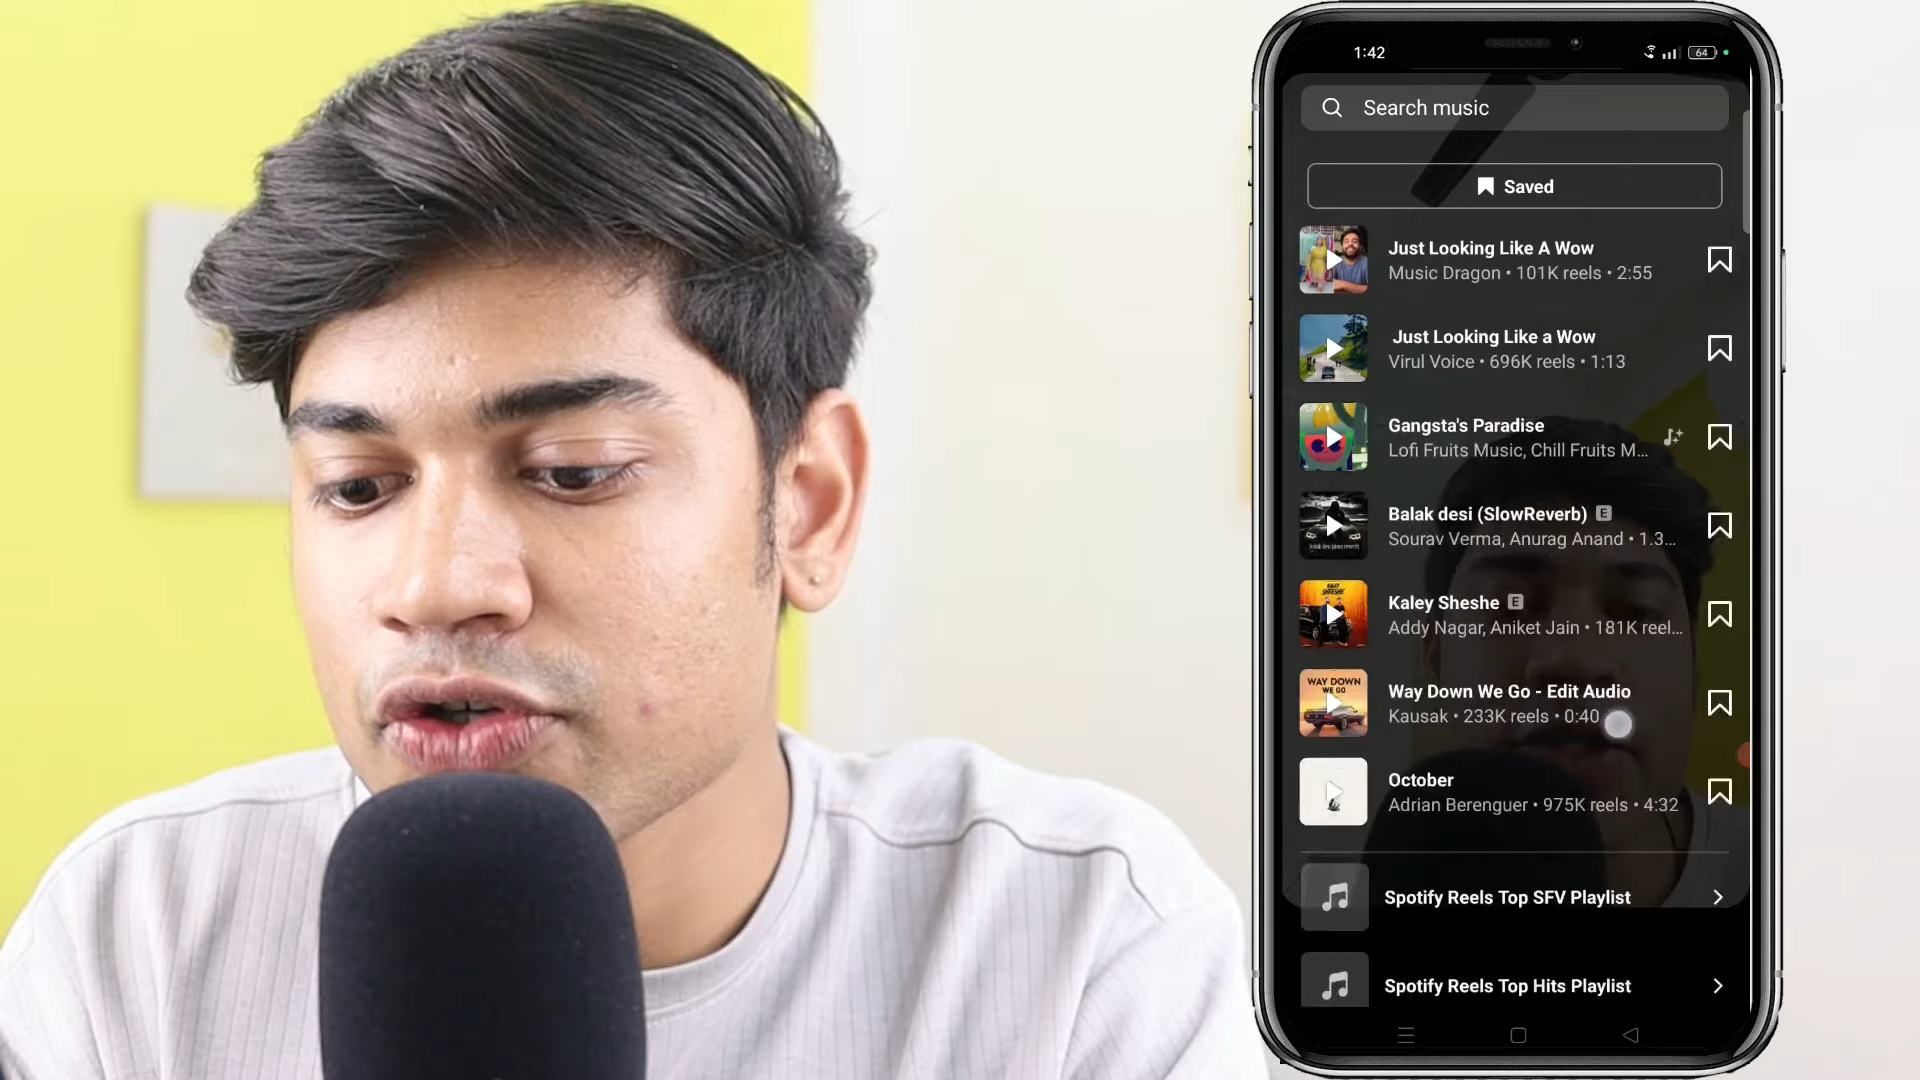 1:42
64
Search music
Saved
Just Looking Like A Wow
Music Dragon • 101K reels • 2:55
Just Looking Like a Wow
Virul Voice • 696K reels • 1:13
Gangsta's Paradise
Lofi Fruits Music, Chill Fruits M...
Balak desi (SlowReverb) E
Sourav Verma, Anurag Anand • 1.3...
Kaley Sheshe E
Addy Nagar, Aniket Jain • 181K reel...
WAY DOWN
WE GO
Way Down We Go - Edit Audio
Kausak • 233K reels • 0:40
October
Adrian Berenguer • 975K reels • 4:32
Spotify Reels Top SFV Playlist
Spotify Reels Top Hits Playlist